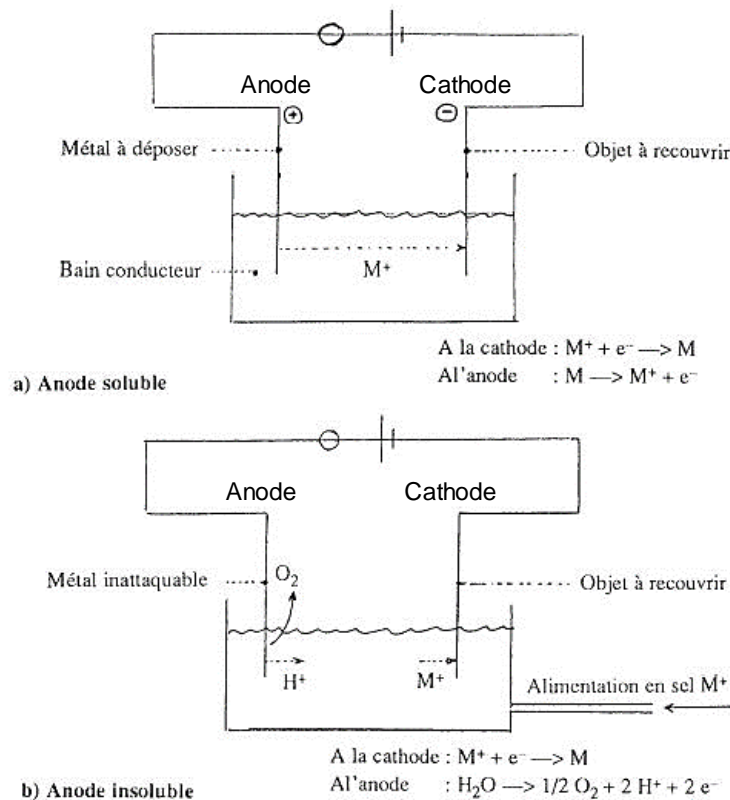 Anode Cathode
+ −
Métal à déposer Objet à recouvrir
M⁺
Bain conducteur
A la cathode : M⁺ + e⁻ —> M
a) Anode soluble Al'anode : M —> M⁺ + e⁻
Anode Cathode
Métal inattaquable O₂ Objet à recouvrir
H⁺ M⁺ Alimentation en sel M⁺
A la cathode : M⁺ + e⁻ —> M
b) Anode insoluble Al'anode : H₂O —> 1/2 O₂ + 2 H⁺ + 2 e⁻